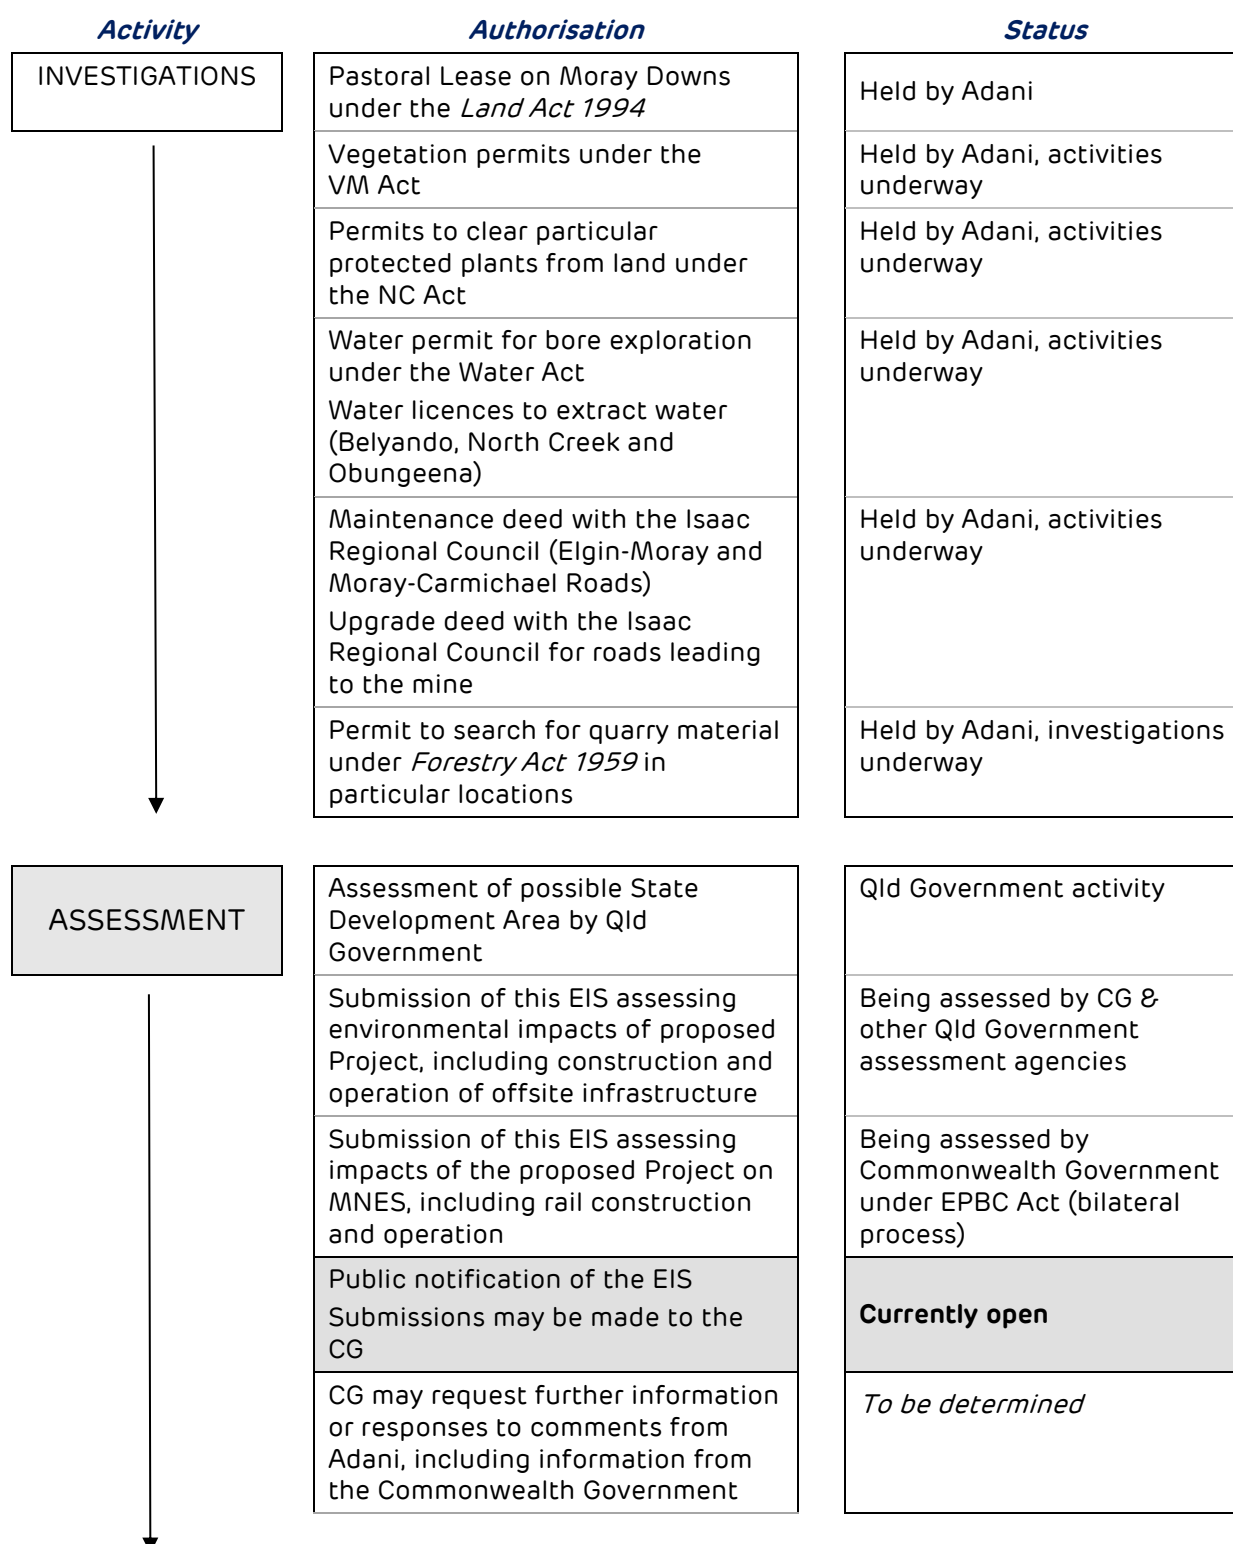 Activity Authorisation Status
INVESTIGATIONS
Pastoral Lease on Moray Downs
under the Land Act 1994
Held by Adani
Vegetation permits under the
VM Act
Held by Adani, activities
underway
Permits to clear particular
protected plants from land under
the NC Act
Held by Adani, activities
underway
Water permit for bore exploration
under the Water Act
Water licences to extract water
(Belyando, North Creek and
Obungeena)
Held by Adani, activities
underway
Maintenance deed with the Isaac
Regional Council (Elgin-Moray and
Moray-Carmichael Roads)
Upgrade deed with the Isaac
Regional Council for roads leading
to the mine
Held by Adani, activities
underway
Permit to search for quarry material
under Forestry Act 1959 in
particular locations
Held by Adani, investigations
underway
ASSESSMENT
Assessment of possible State
Development Area by Qld
Government
Qld Government activity
Submission of this EIS assessing
environmental impacts of proposed
Project, including construction and
operation of offsite infrastructure
Being assessed by CG &
other Qld Government
assessment agencies
Submission of this EIS assessing
impacts of the proposed Project on
MNES, including rail construction
and operation
Being assessed by
Commonwealth Government
under EPBC Act (bilateral
process)
Public notification of the EIS
Submissions may be made to the
CG
Currently open
CG may request further information
or responses to comments from
Adani, including information from
the Commonwealth Government
To be determined